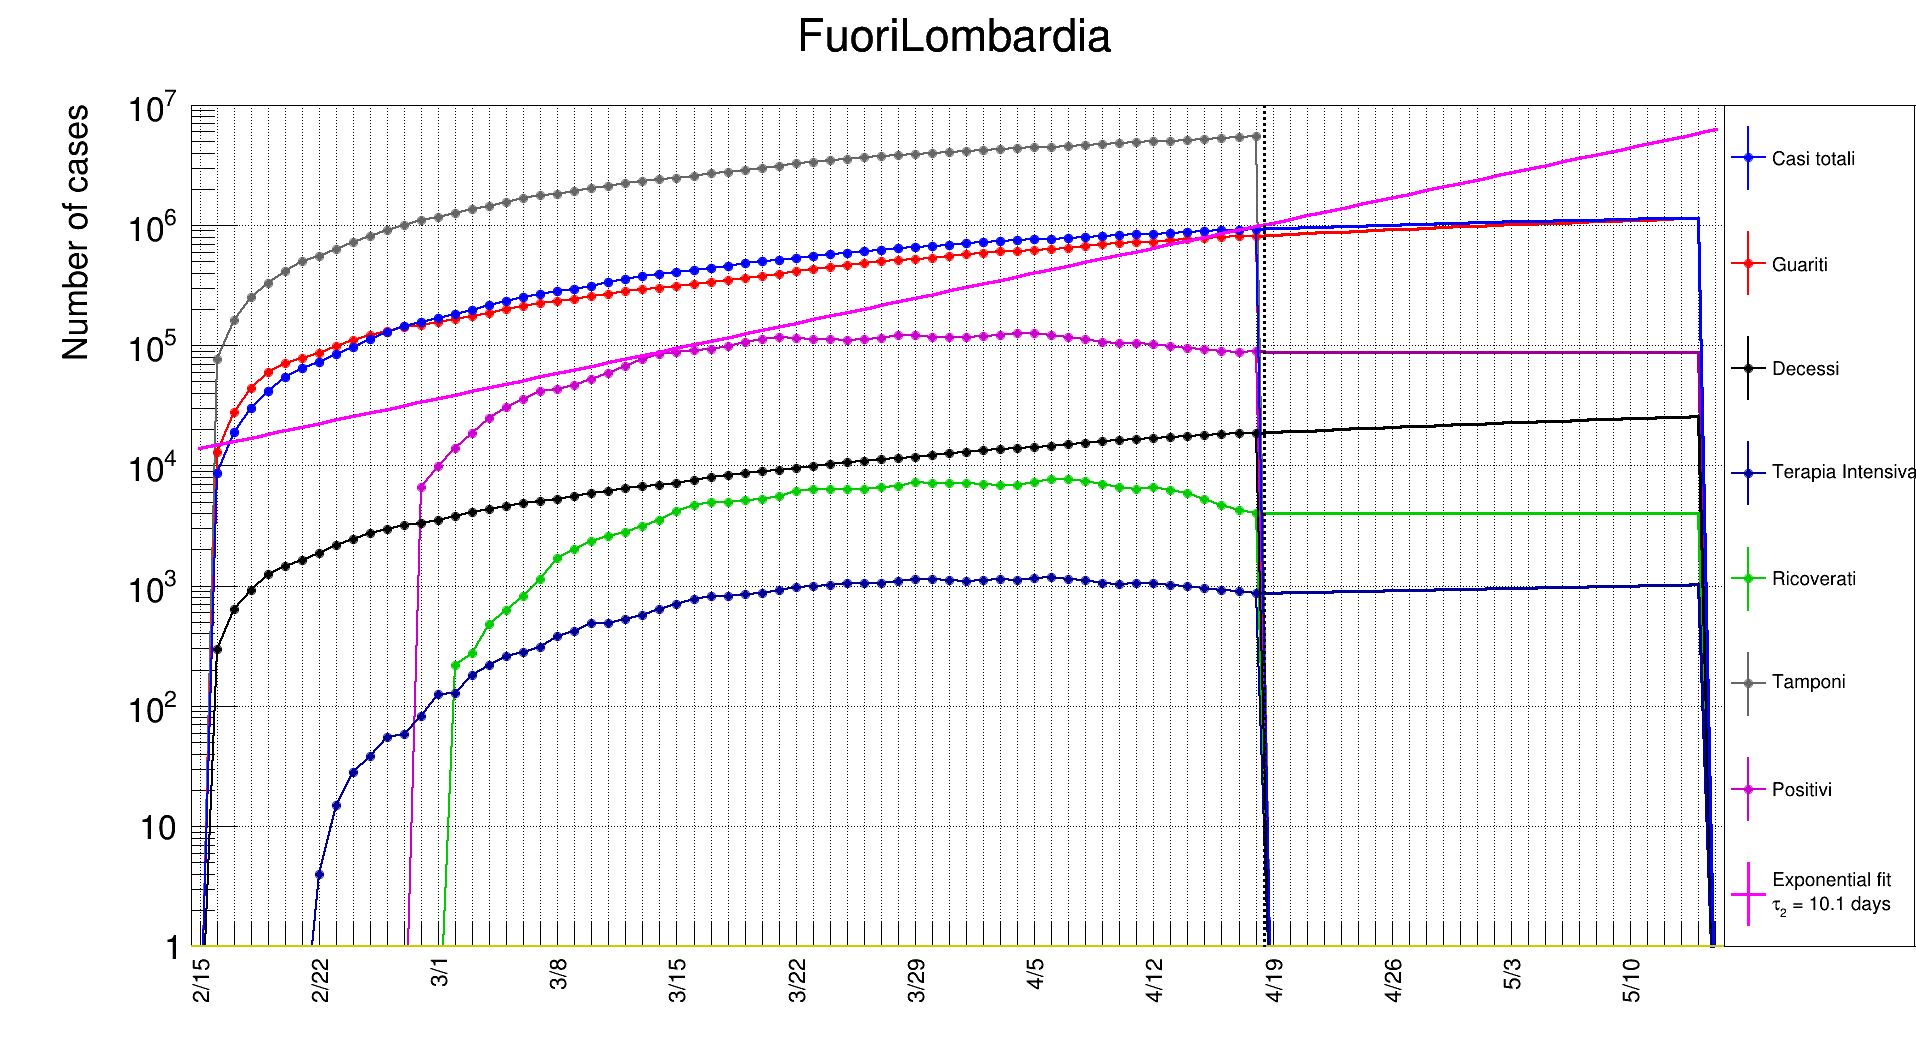 FuoriLombardia
Number of cases
10^7
10^6
10^5
10^4
10^3
10^2
10
1
2/15
2/22
3/1
3/8
3/15
3/22
3/29
4/5
4/12
4/19
4/26
5/3
5/10
Casi totali
Guariti
Decessi
Terapia Intensiva
Ricoverati
Tamponi
Positivi
Exponential fit
τ_2 = 10.1 days